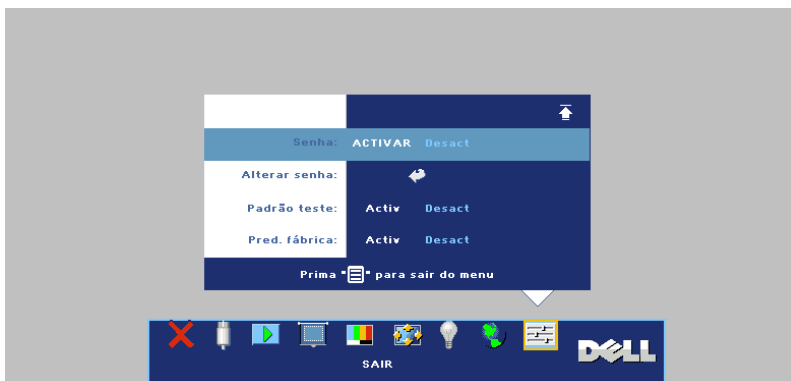 Senha: ACTIVAR Desact
Alterar senha:
Padrão teste: Activ Desact
Pred. fábrica: Activ Desact
Prima "" para sair do menu
SAIR
DELL